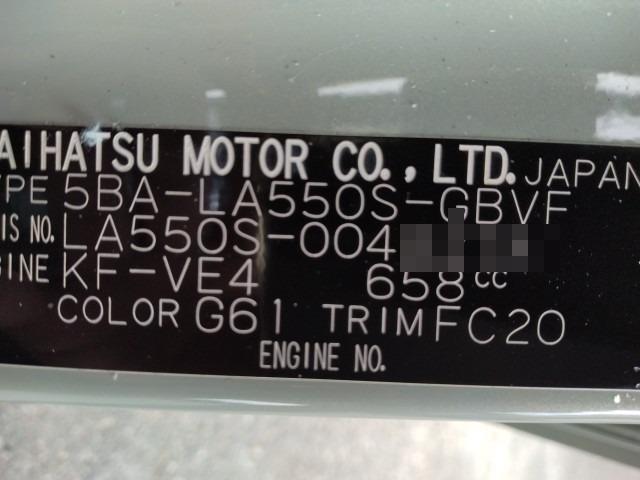 AIHATSU MOTOR CO., LTD. JAPAN
YPE 5BA-LA550S-GBVF
IS NO. LA550S-004
GINE KF-VE4 658cc
COLOR G61 TRIM FC20
ENGINE NO.